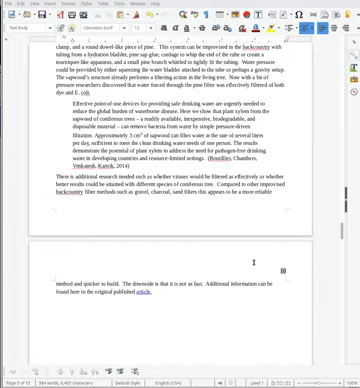 File Edit View Insert Format
Body Text
Liberation Serif
12
clamp, and a round dowel-like piece of pine. This system can be improvised in the backcountry with
tubing from a hydration bladder, pine sap glue, cordage to whip the end of the tube or create a
tourniquet-like apparatus, and a small pine branch whittled to tightly fit the tubing. Water pressure
could be provided by either squeezing the water bladder attached to the tube or perhaps a gravity setup.
The sapwood's structure already performs a filtering action in the living tree. Now with a bit of
pressure researchers discovered that water forced through the pine filter was effectively filtered of both
dye and E. coli.
Effective point-of-use devices for providing safe drinking water are urgently needed to
reduce the global burden of waterborne disease. Here we show that plant xylem from the
sapwood of coniferous trees – a readily available, inexpensive, biodegradable, and
disposable material – can remove bacteria from water by simple pressure-driven
filtration. Approximately 3 cm³ of sapwood can filter water at the rate of several liters
per day, sufficient to meet the clean drinking water needs of one person. The results
demonstrate the potential of plant xylem to address the need for pathogen-free drinking
water in developing countries and resource-limited settings. (Boutillier, Chambers,
Venkatesh, Karnik, 2014)
There is additional research needed such as whether viruses would be filtered as effectively or whether
better results could be attained with different species of coniferous tree. Compared to other improvised
backcountry filter methods such as gravel, charcoal, sand filters this appears to be a more reliable
10
method and quicker to build. The downside is that it is not as fast. Additional information can be
found here in the original published article.
Page 9 of 15
984 words, 6,465 characters
Default Style
English (USA)
Level 1
100%